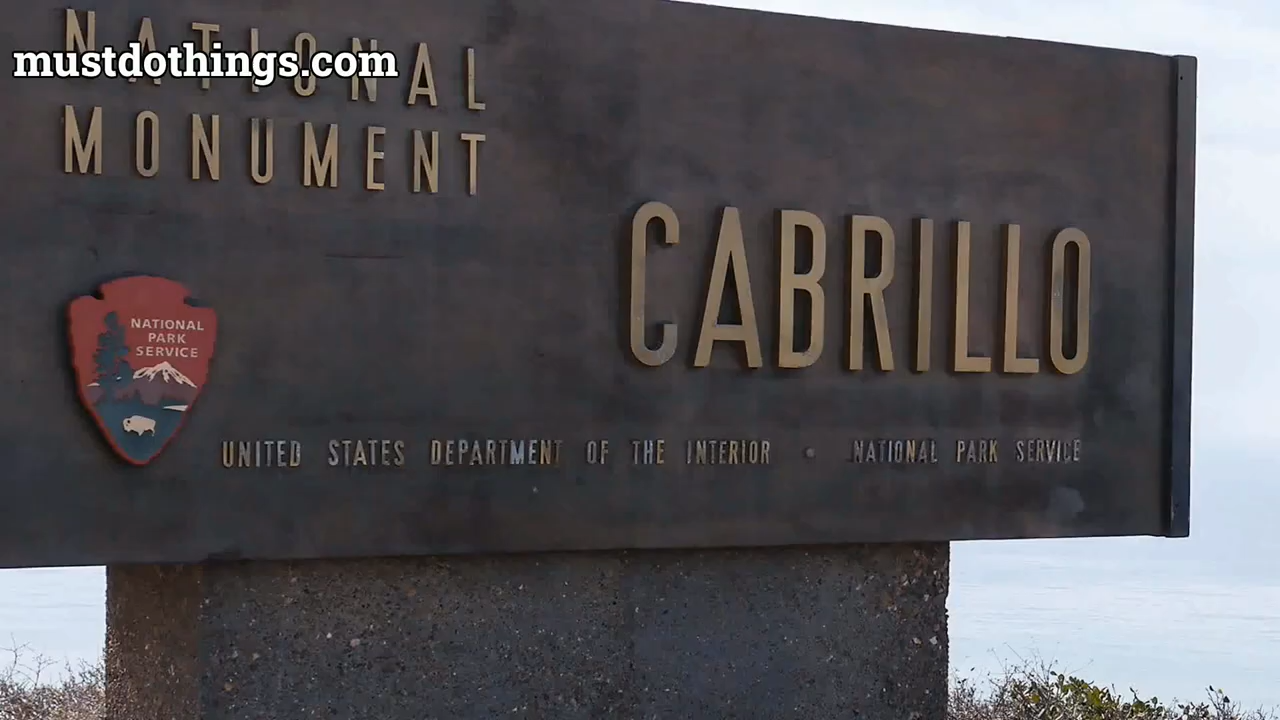 mustdothings.com
NATIONAL
MONUMENT
CABRILLO
NATIONAL
PARK
SERVICE
UNITED STATES DEPARTMENT OF THE INTERIOR · NATIONAL PARK SERVICE